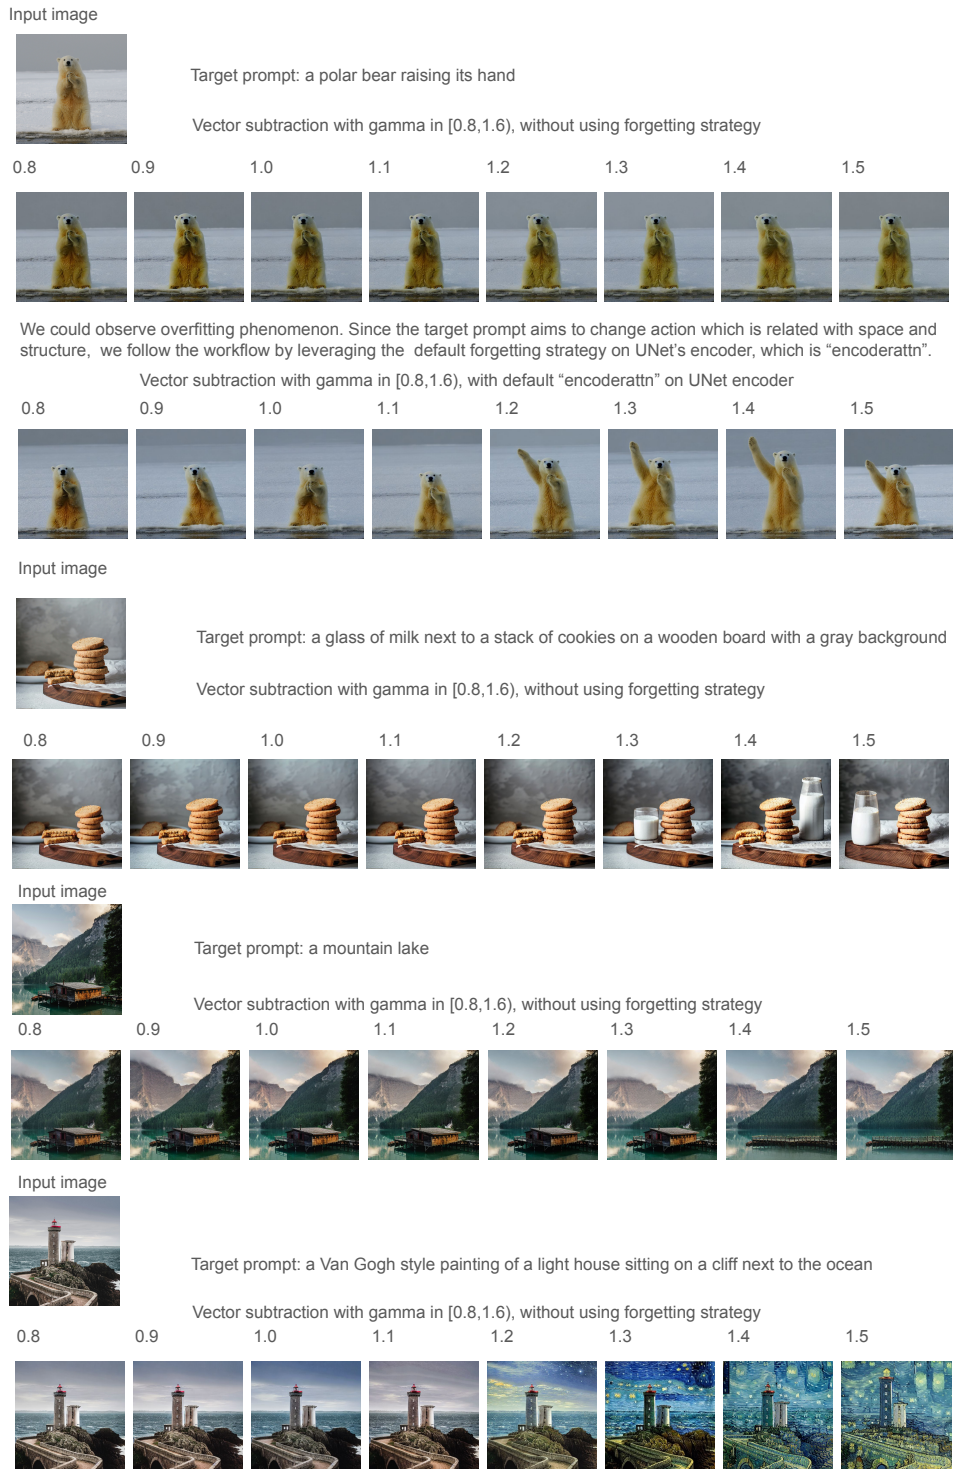 Input image
Target prompt: a polar bear raising its hand
Vector subtraction with gamma in [0.8,1.6), without using forgetting strategy
0.8 0.9 1.0 1.1 1.2 1.3 1.4 1.5
We could observe overfitting phenomenon. Since the target prompt aims to change action which is related with space and
structure, we follow the workflow by leveraging the default forgetting strategy on UNet's encoder, which is “encoderattn”.
Vector subtraction with gamma in [0.8,1.6), with default “encoderattn” on UNet encoder
0.8 0.9 1.0 1.1 1.2 1.3 1.4 1.5
Input image
Target prompt: a glass of milk next to a stack of cookies on a wooden board with a gray background
Vector subtraction with gamma in [0.8,1.6), without using forgetting strategy
0.8 0.9 1.0 1.1 1.2 1.3 1.4 1.5
Input image
Target prompt: a mountain lake
Vector subtraction with gamma in [0.8,1.6), without using forgetting strategy
0.8 0.9 1.0 1.1 1.2 1.3 1.4 1.5
Input image
Target prompt: a Van Gogh style painting of a light house sitting on a cliff next to the ocean
Vector subtraction with gamma in [0.8,1.6), without using forgetting strategy
0.8 0.9 1.0 1.1 1.2 1.3 1.4 1.5